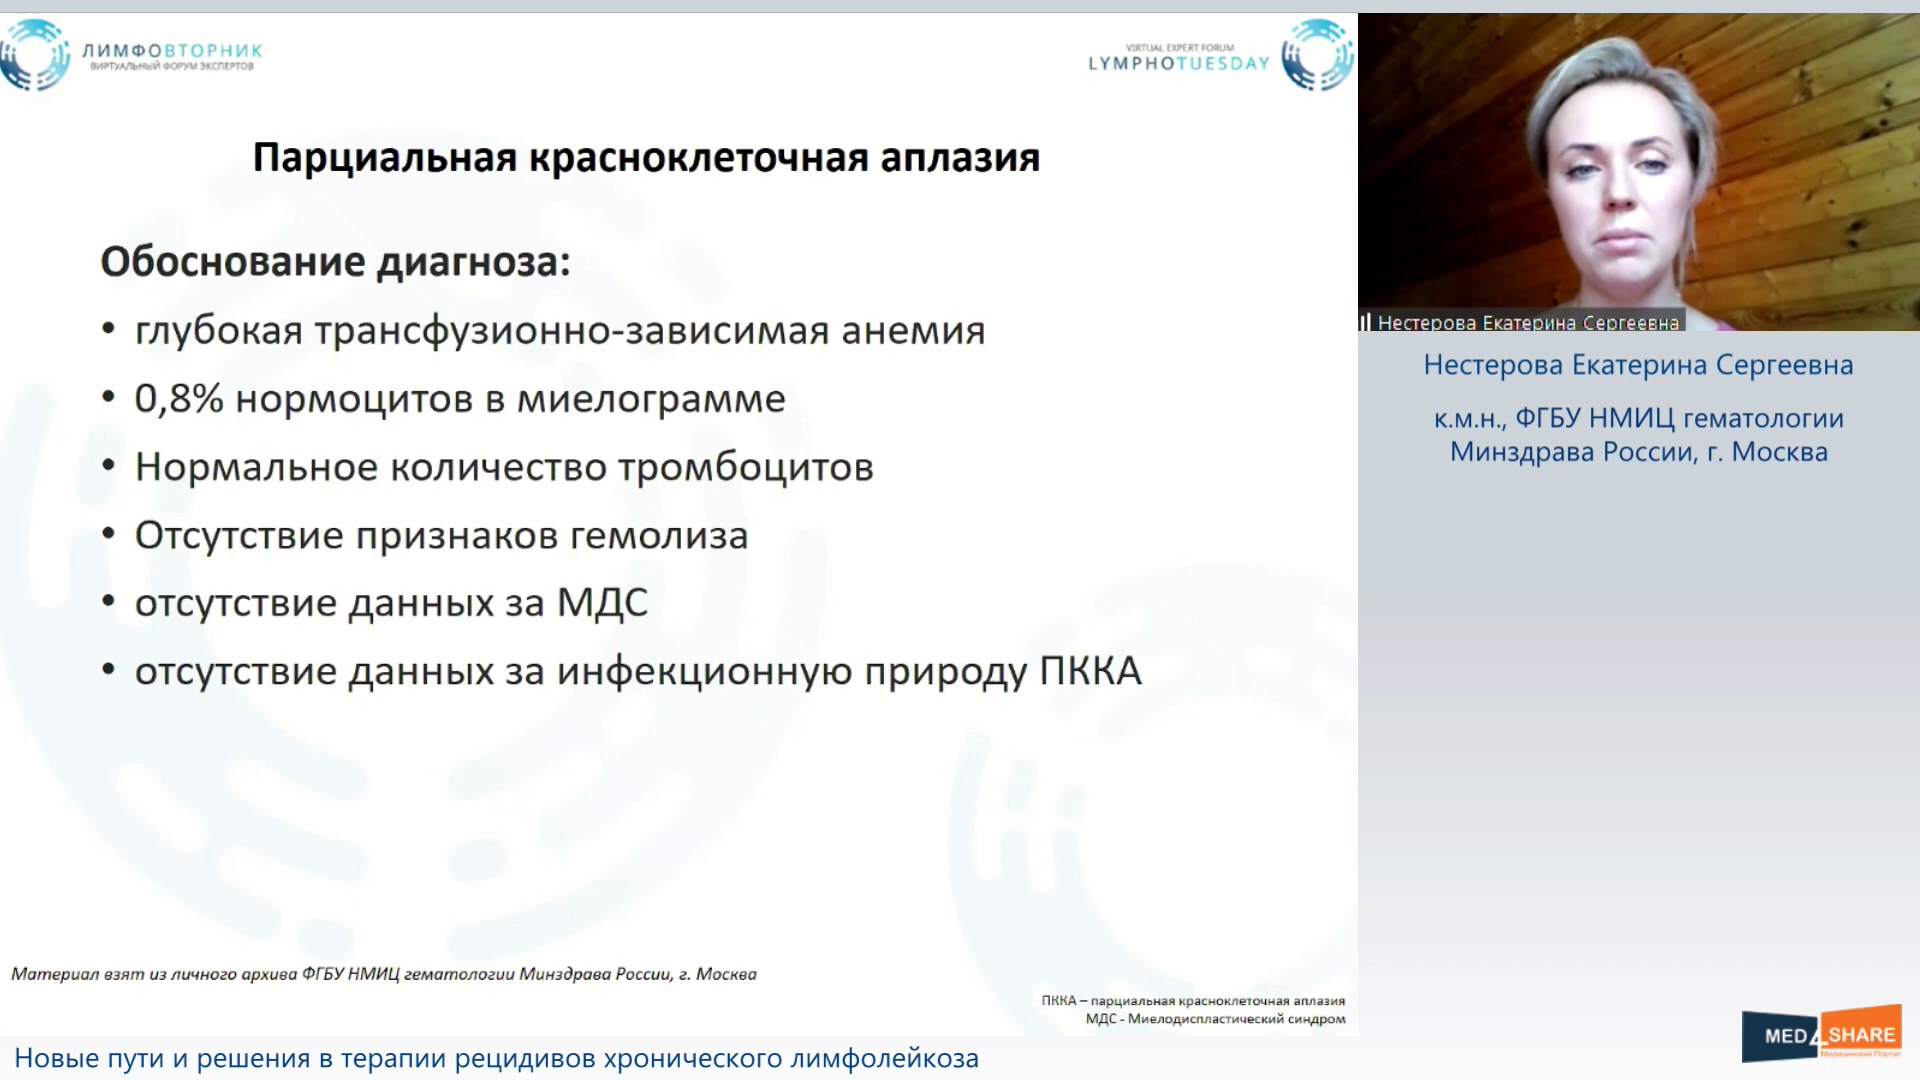 ЛИМФОВТОРНИК
ВИРТУАЛЬНЫЙ ФОРУМ ЭКСПЕРТОВ
VIRTUAL EXPERT FORUM
LYMPHOTUESDAY
Парциальная красноклеточная аплазия
Обоснование диагноза:
• глубокая трансфузионно-зависимая анемия
• 0,8% нормоцитов в миелограмме
• Нормальное количество тромбоцитов
• Отсутствие признаков гемолиза
• отсутствие данных за МДС
• отсутствие данных за инфекционную природу ПККА
Материал взят из личного архива ФГБУ НМИЦ гематологии Минздрава России, г. Москва
ПККА – парциальная красноклеточная аплазия
МДС - Миелодиспластический синдром
Нестерова Екатерина Сергеевна
Нестерова Екатерина Сергеевна
к.м.н., ФГБУ НМИЦ гематологии
Минздрава России, г. Москва
MED4SHARE
Медицинский Портал
Новые пути и решения в терапии рецидивов хронического лимфолейкоза